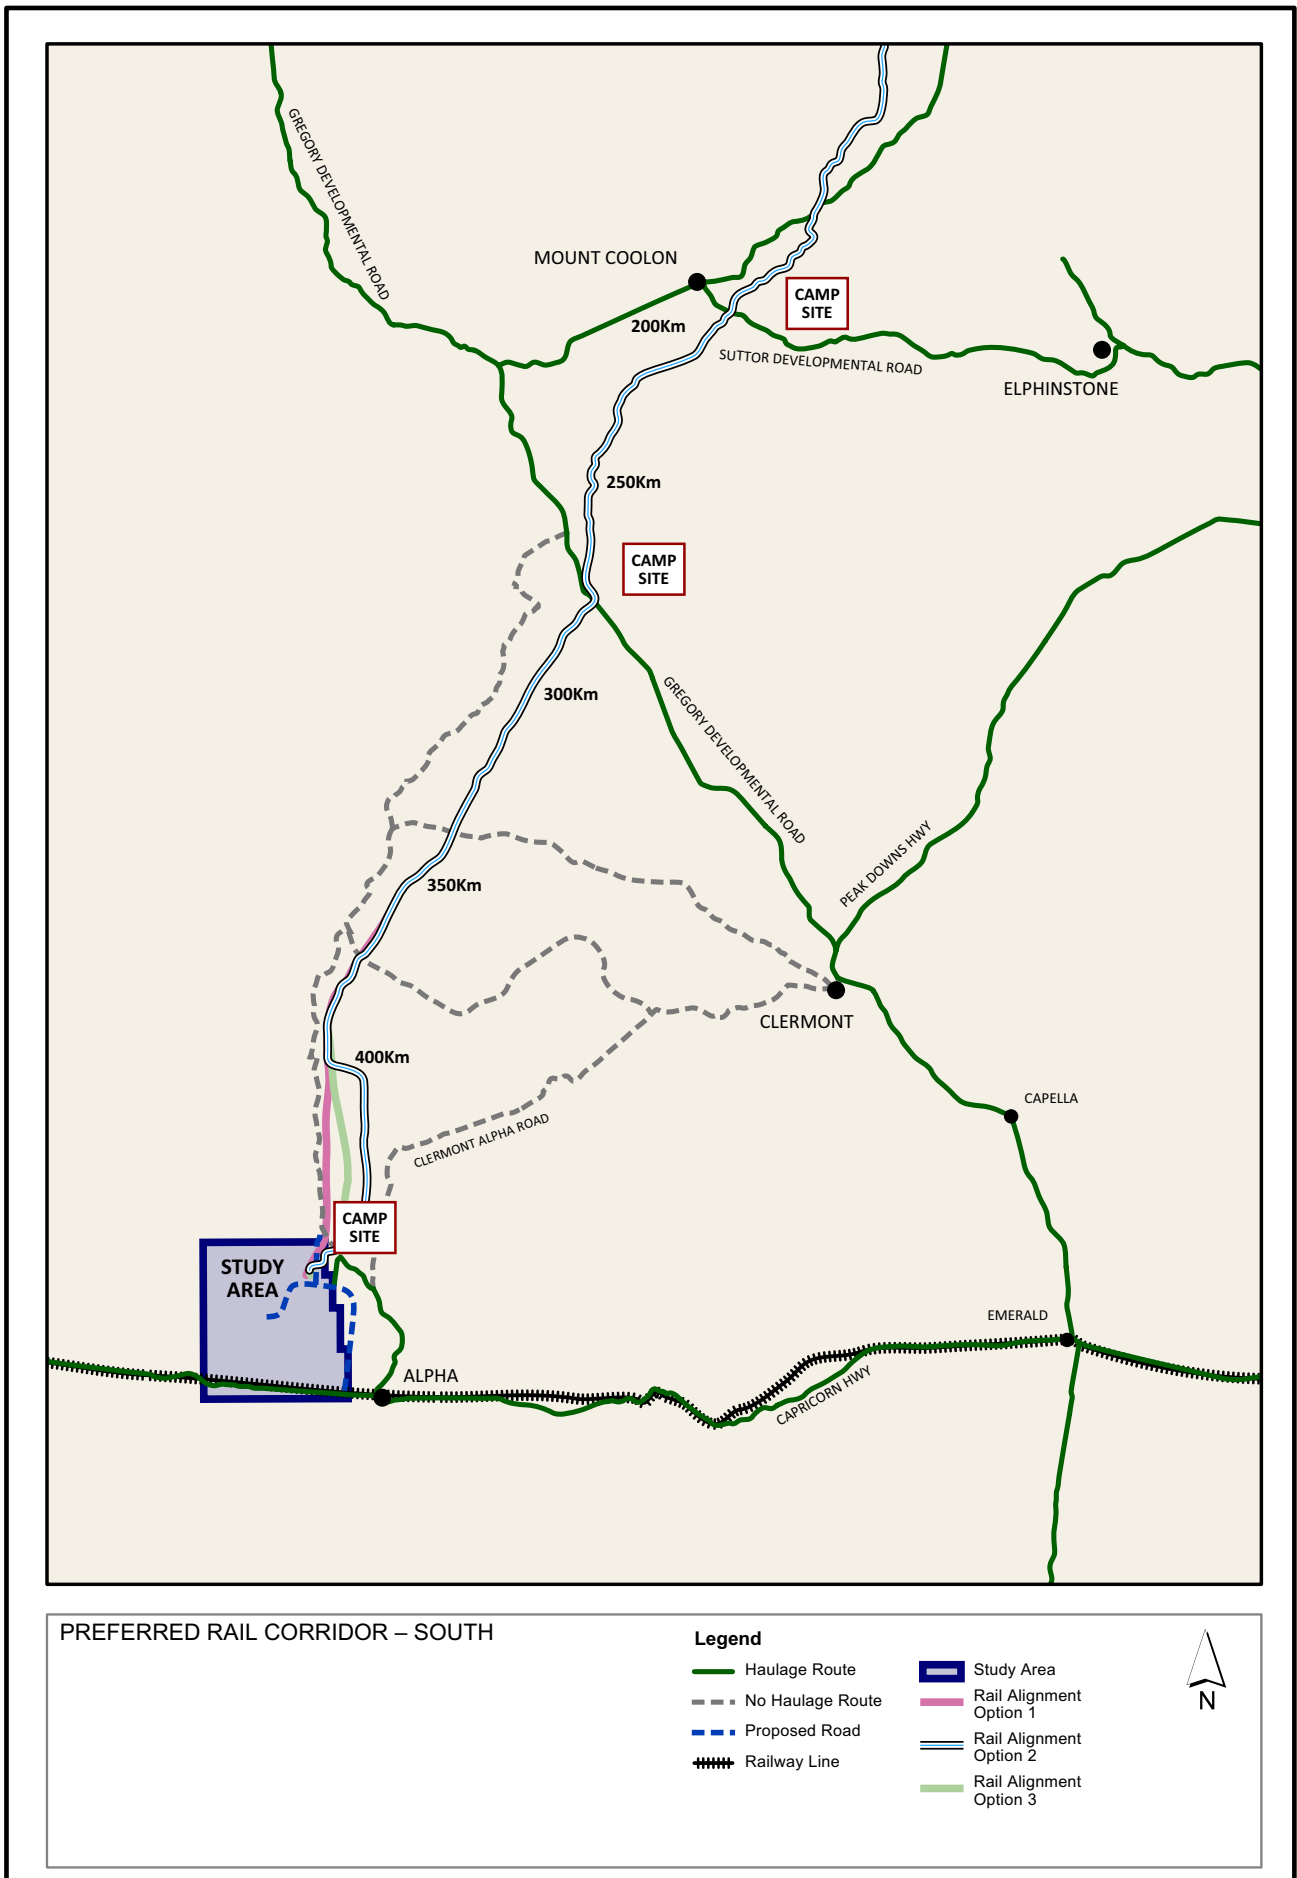 GREGORY DEVELOPMENTAL ROAD
MOUNT COOLON
CAMP
SITE
200Km
SUTTOR DEVELOPMENTAL ROAD
ELPHINSTONE
250Km
CAMP
SITE
300Km
GREGORY DEVELOPMENTAL ROAD
PEAK DOWNS HWY
350Km
CLERMONT
400Km
CAPELLA
CLERMONT ALPHA ROAD
CAMP
SITE
STUDY
AREA
EMERALD
ALPHA
CAPRICORN HWY
PREFERRED RAIL CORRIDOR – SOUTH
Legend
Haulage Route
No Haulage Route
Proposed Road
Railway Line
Study Area
Rail Alignment
Option 1
Rail Alignment
Option 2
Rail Alignment
Option 3
N